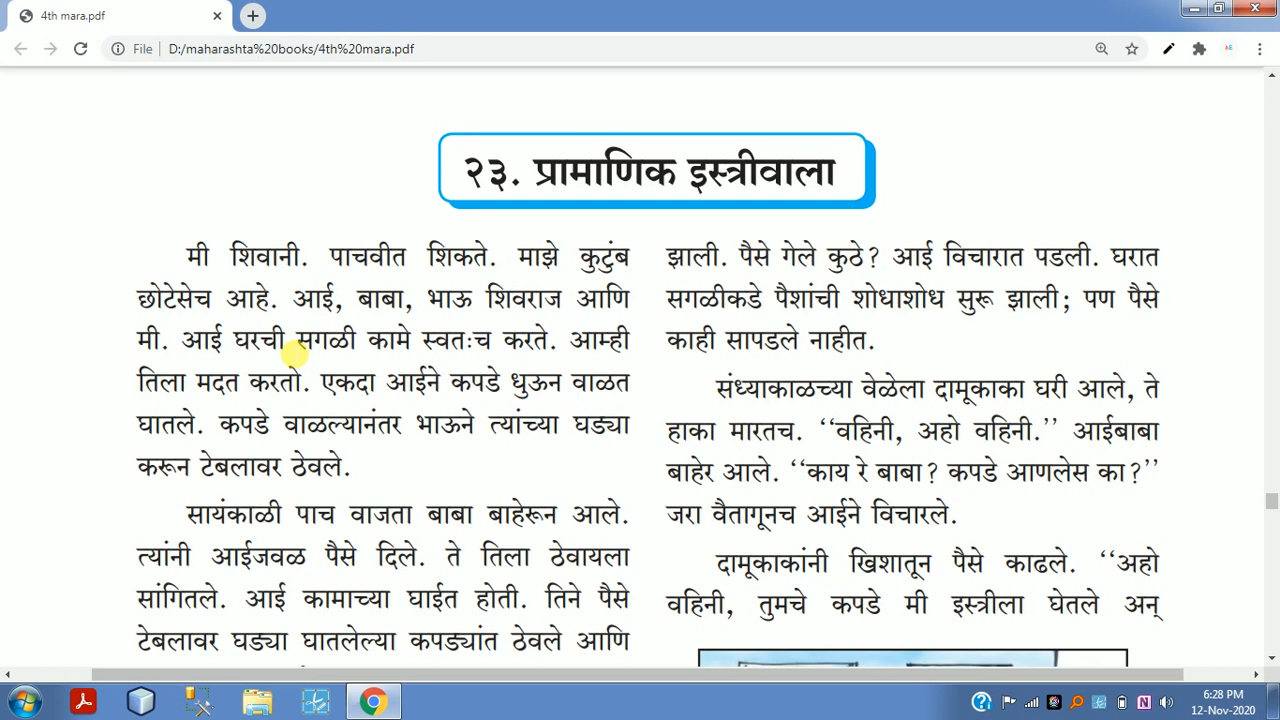 4th mara.pdf
File
D:/maharashta%20books/4th%20mara.pdf
२३. प्रामाणिक इस्त्रीवाला
मी शिवानी. पाचवीत शिकते. माझे कुटुंब
छोटेसेच आहे. आई, बाबा, भाऊ शिवराज आणि
मी. आई घरची सगळी कामे स्वतःच करते. आम्ही
तिला मदत करतो. एकदा आईने कपडे धुऊन वाळत
घातले. कपडे वाळल्यानंतर भाऊने त्यांच्या घड्या
करून टेबलावर ठेवले.
सायंकाळी पाच वाजता बाबा बाहेरून आले.
त्यांनी आईजवळ पैसे दिले. ते तिला ठेवायला
सांगितले. आई कामाच्या घाईत होती. तिने पैसे
टेबलावर घड्या घातलेल्या कपड्यांत ठेवले आणि
झाली. पैसे गेले कुठे? आई विचारात पडली. घरात
सगळीकडे पैशांची शोधाशोध सुरू झाली; पण पैसे
काही सापडले नाहीत.
संध्याकाळच्या वेळेला दामूकाका घरी आले, ते
हाका मारतच. ‘‘वहिनी, अहो वहिनी.’’ आईबाबा
बाहेर आले. ‘‘काय रे बाबा? कपडे आणलेस का?’’
जरा वैतागूनच आईने विचारले.
दामूकाकांनी खिशातून पैसे काढले. ‘‘अहो
वहिनी, तुमचे कपडे मी इस्त्रीला घेतले अन्
6:28 PM
12-Nov-2020